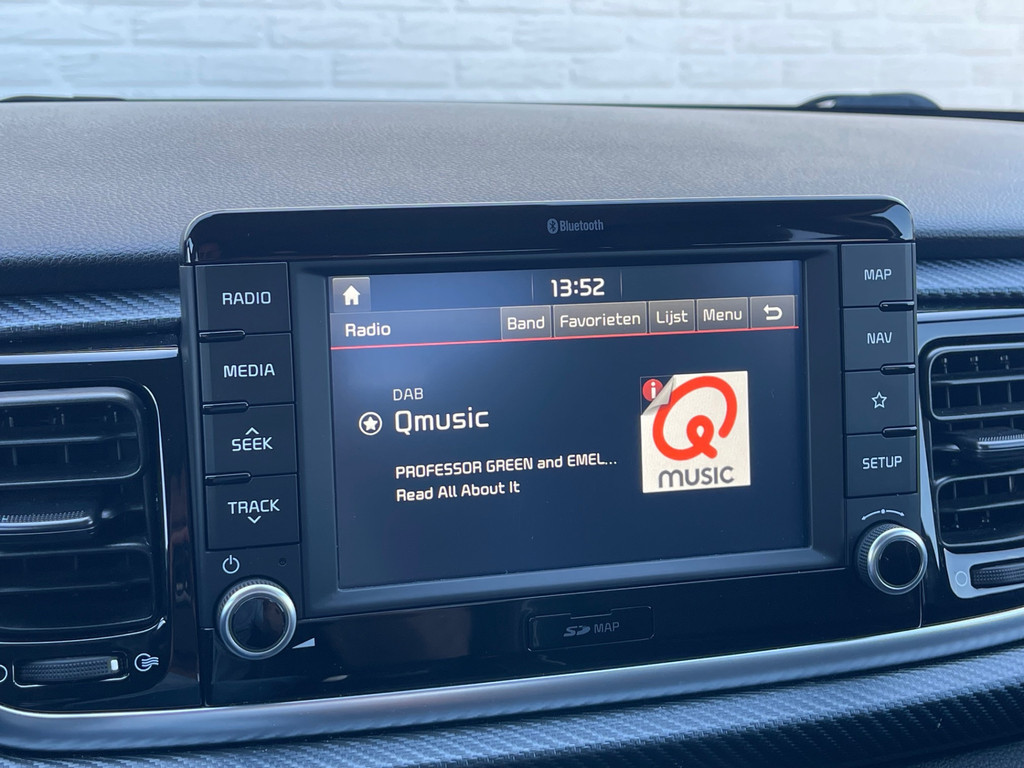 Bluetooth
RADIO
MEDIA
SEEK
TRACK
13:52
Radio
Band
Favorieten
Lijst
Menu
DAB
Qmusic
PROFESSOR GREEN and EMEL...
Read All About It
i
Q
MUSIC
MAP
NAV
SETUP
SD MAP